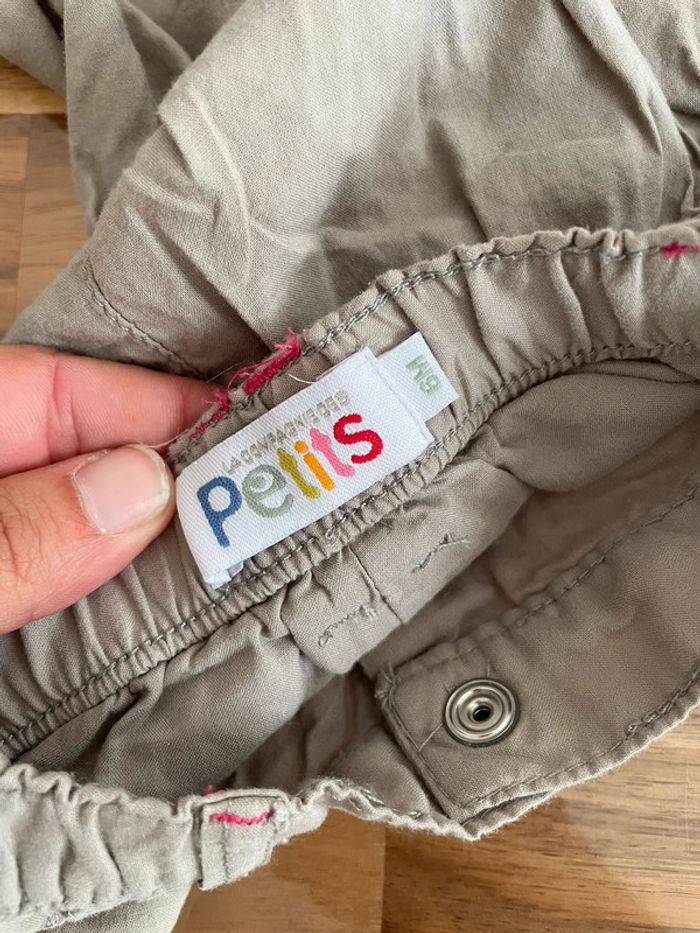 LA COMPAGNIE DES
Petits
6M